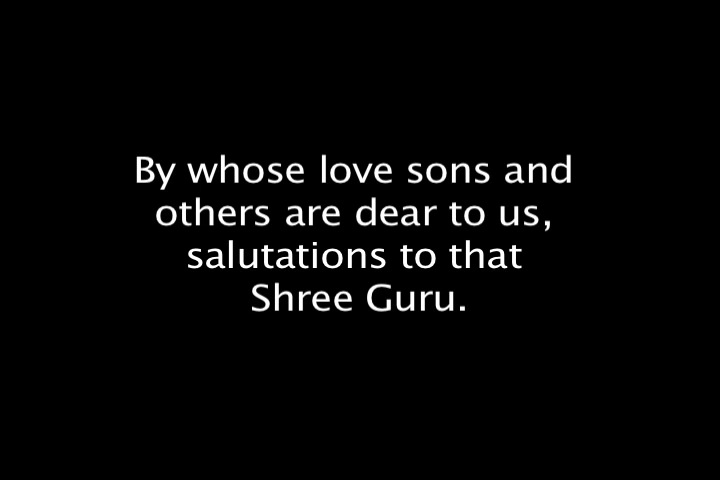 By whose love sons and
others are dear to us,
salutations to that
Shree Guru.